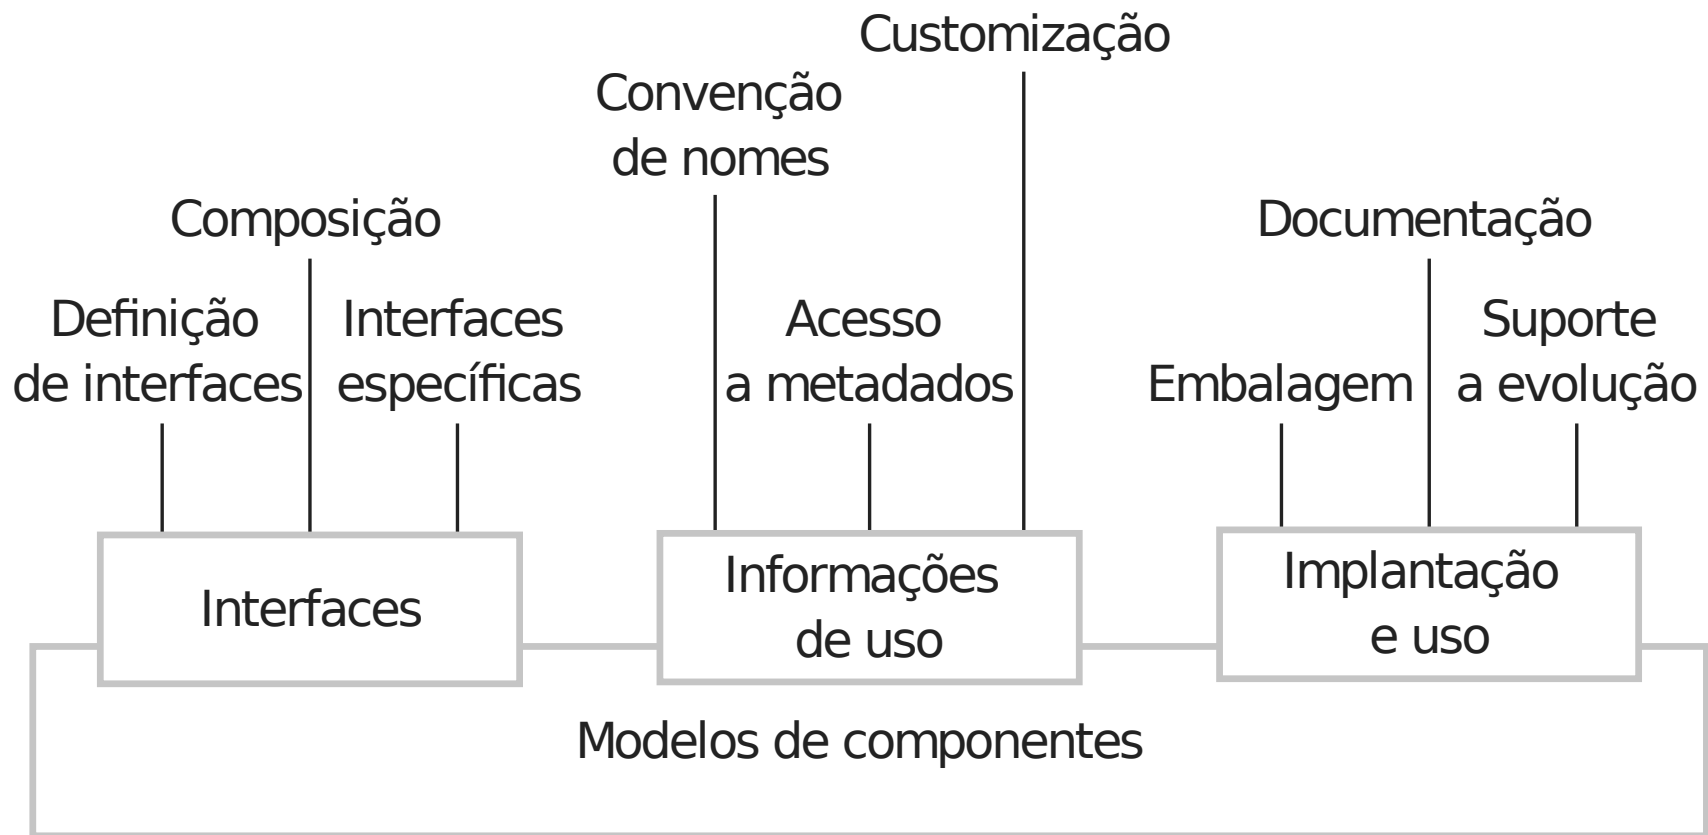 Customização
Convenção
de nomes
Composição
Documentação
Definição
de interfaces
Interfaces
específicas
Acesso
a metadados
Embalagem
Suporte
a evolução
Interfaces
Informações
de uso
Implantação
e uso
Modelos de componentes